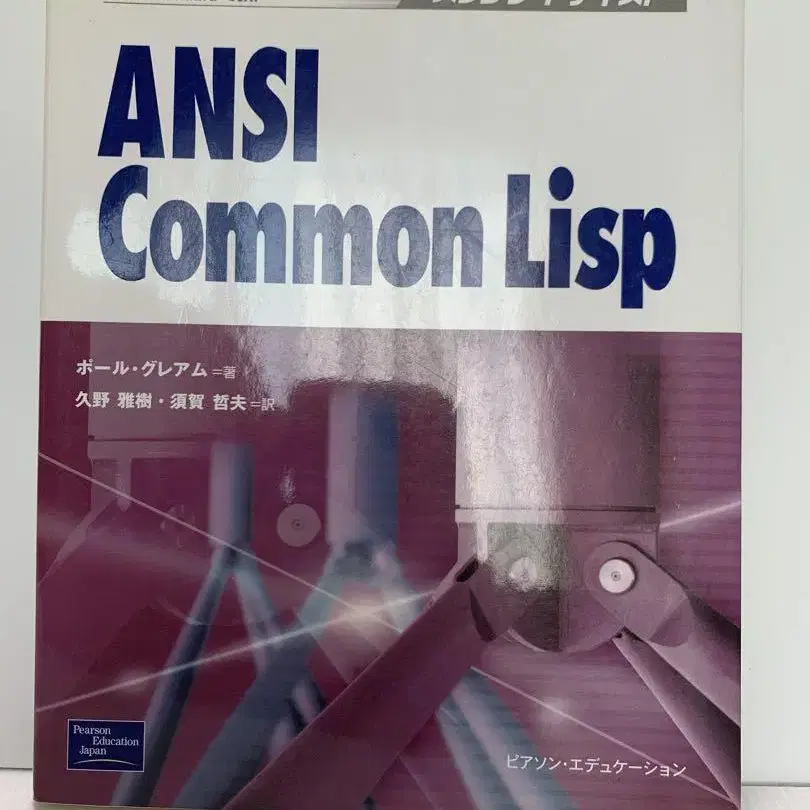 ANSI
Common Lisp
ポール・グレアム=著
久野 雅樹・須賀 哲夫=訳
Pearson
Education
Japan
ピアソン・エデュケーション